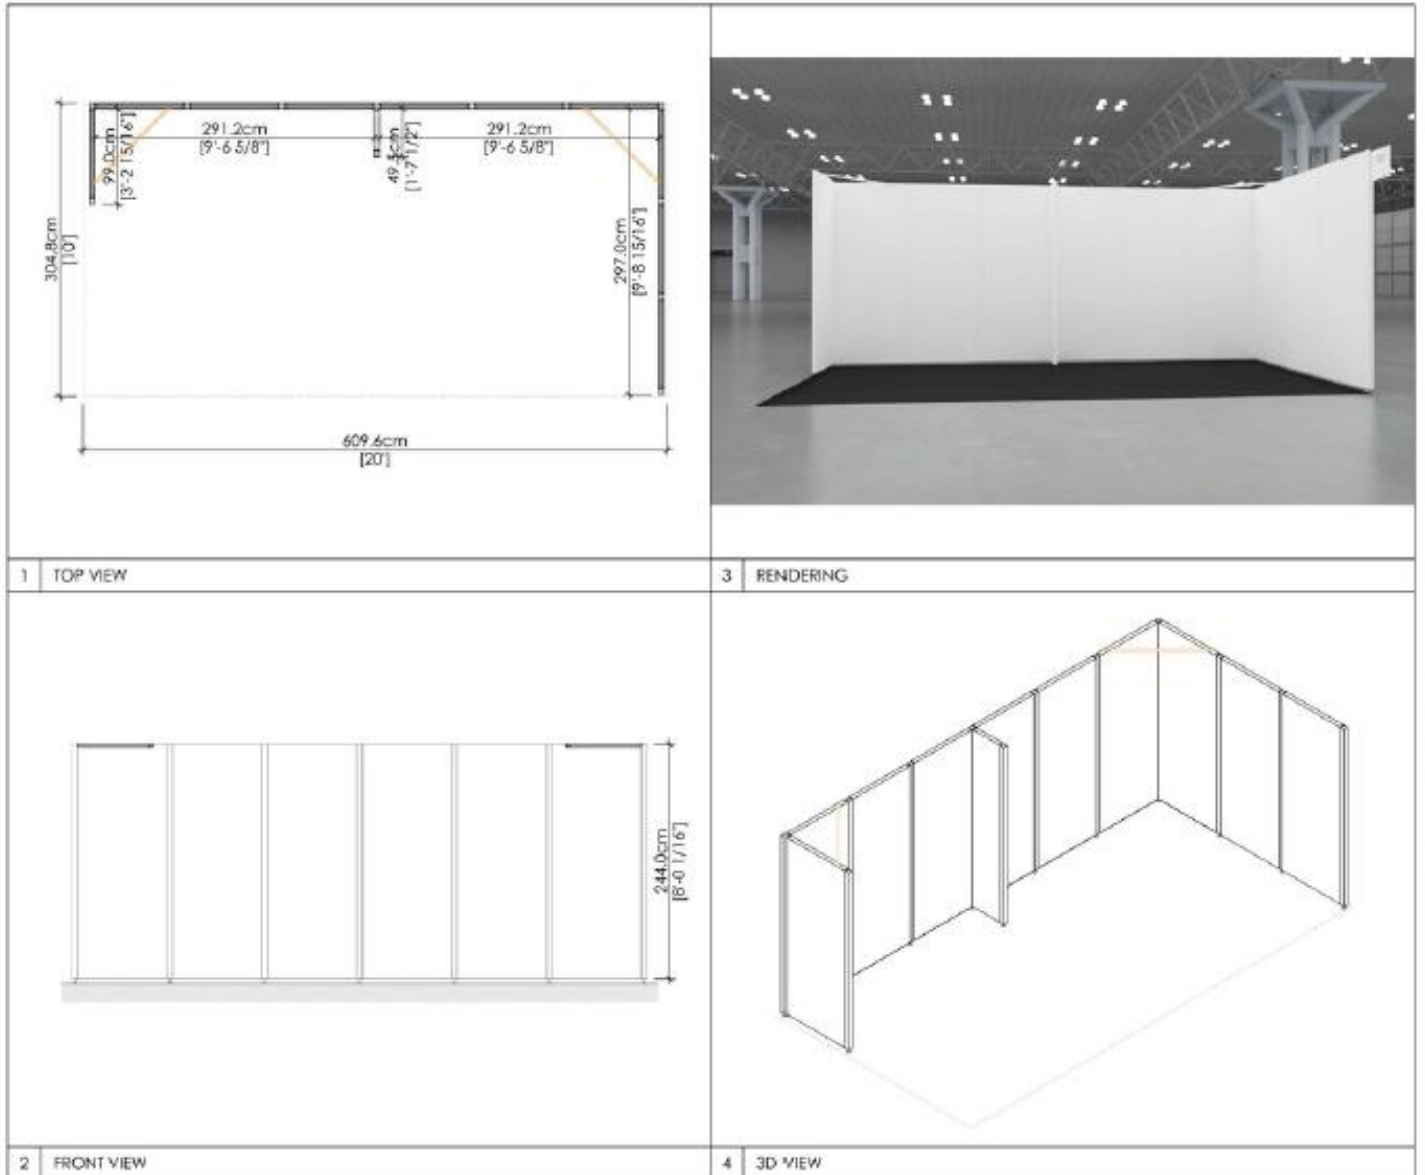 291.2cm
[9'-6 5/8"]
291.2cm
[9'-6 5/8"]
99.0cm
[3'-2 15/16"]
49.5cm
[1'-7 1/2"]
304.8cm
[10']
297.0cm
[9'-8 15/16"]
609.6cm
[20']
1 TOP VIEW
3 RENDERING
244.0cm
[8'-0 1/16"]
2 FRONT VIEW
4 3D VIEW